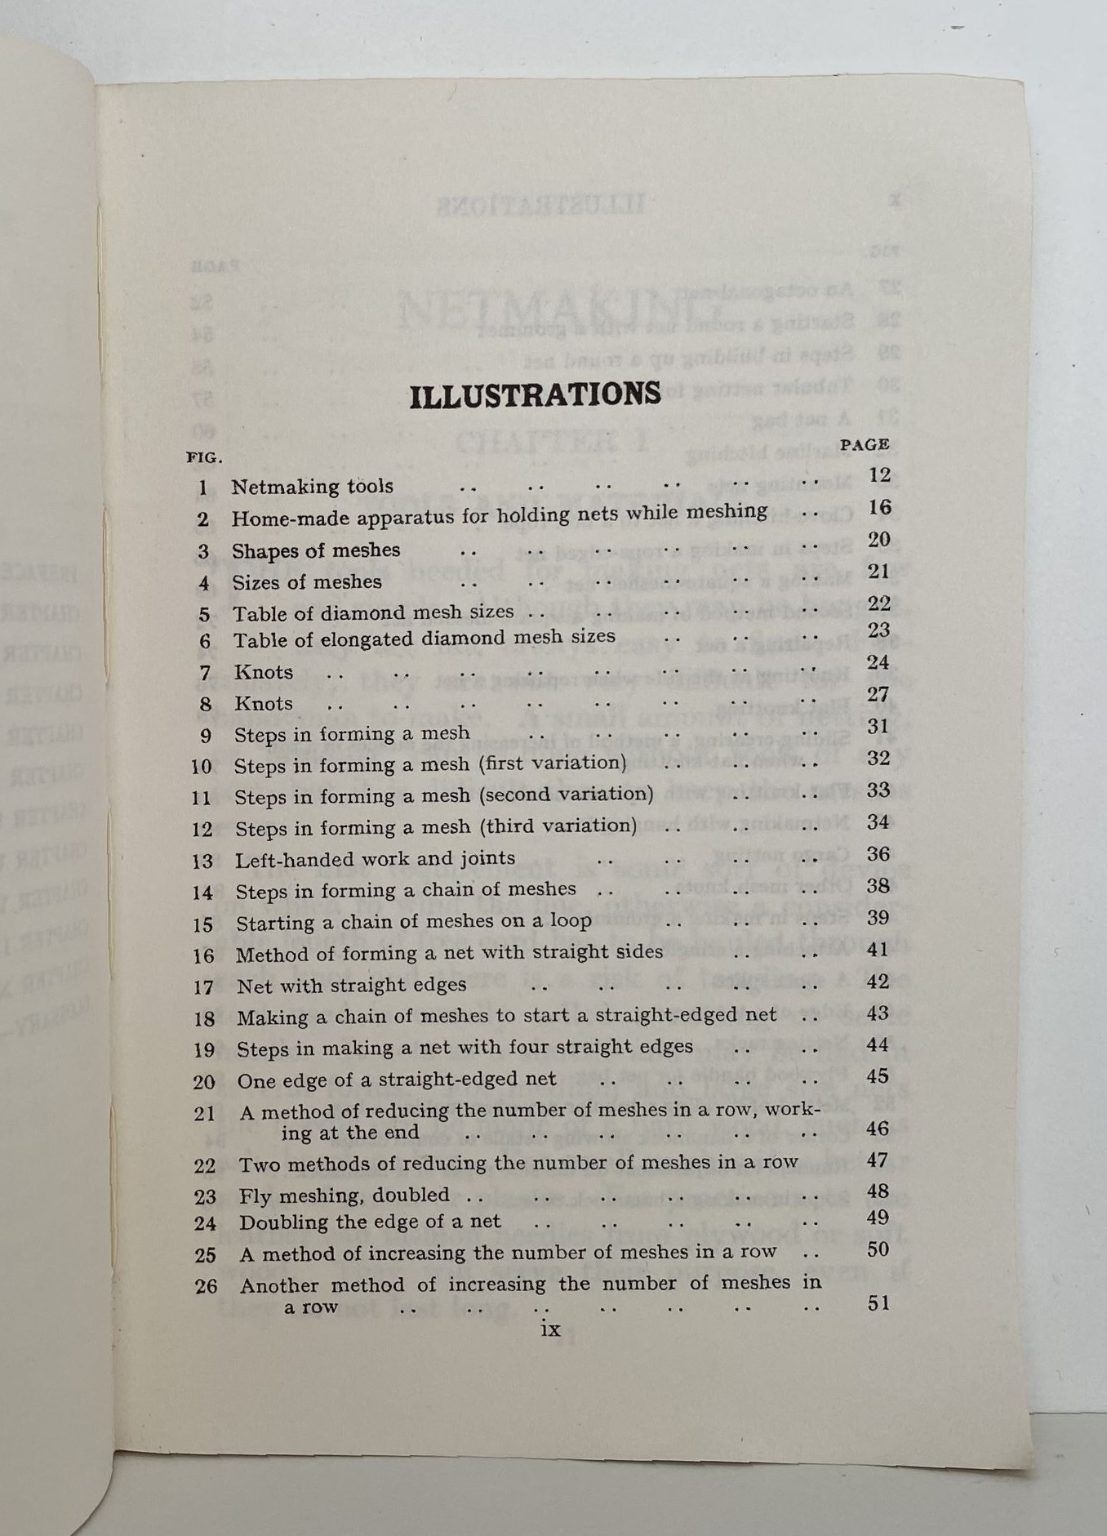 ILLUSTRATIONS
FIG. PAGE
1 Netmaking tools .. .. .. .. .. .. 12
2 Home-made apparatus for holding nets while meshing .. 16
3 Shapes of meshes .. .. .. .. .. .. 20
4 Sizes of meshes .. .. .. .. .. .. 21
5 Table of diamond mesh sizes .. .. .. .. .. 22
6 Table of elongated diamond mesh sizes .. .. .. 23
7 Knots .. .. .. .. .. .. .. .. 24
8 Knots .. .. .. .. .. .. .. .. 27
9 Steps in forming a mesh .. .. .. .. .. 31
10 Steps in forming a mesh (first variation) .. .. .. 32
11 Steps in forming a mesh (second variation) .. .. 33
12 Steps in forming a mesh (third variation) .. .. .. 34
13 Left-handed work and joints .. .. .. .. 36
14 Steps in forming a chain of meshes .. .. .. .. 38
15 Starting a chain of meshes on a loop .. .. .. 39
16 Method of forming a net with straight sides .. .. 41
17 Net with straight edges .. .. .. .. .. 42
18 Making a chain of meshes to start a straight-edged net .. 43
19 Steps in making a net with four straight edges .. .. 44
20 One edge of a straight-edged net .. .. .. .. 45
21 A method of reducing the number of meshes in a row, work-
ing at the end .. .. .. .. .. .. 46
22 Two methods of reducing the number of meshes in a row 47
23 Fly meshing, doubled .. .. .. .. .. .. 48
24 Doubling the edge of a net .. .. .. .. .. 49
25 A method of increasing the number of meshes in a row .. 50
26 Another method of increasing the number of meshes in
a row .. .. .. .. .. .. .. 51
ix